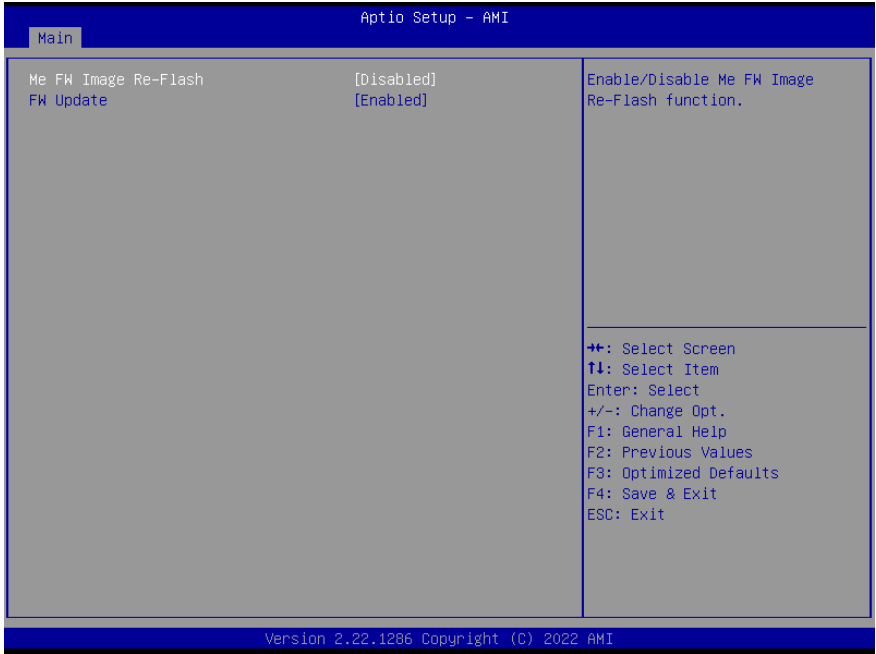 Aptio Setup – AMI
Main
Me FW Image Re-Flash [Disabled]
FW Update [Enabled]
Enable/Disable Me FW Image
Re-Flash function.
→←: Select Screen
↑↓: Select Item
Enter: Select
+/-: Change Opt.
F1: General Help
F2: Previous Values
F3: Optimized Defaults
F4: Save & Exit
ESC: Exit
Version 2.22.1286 Copyright (C) 2022 AMI